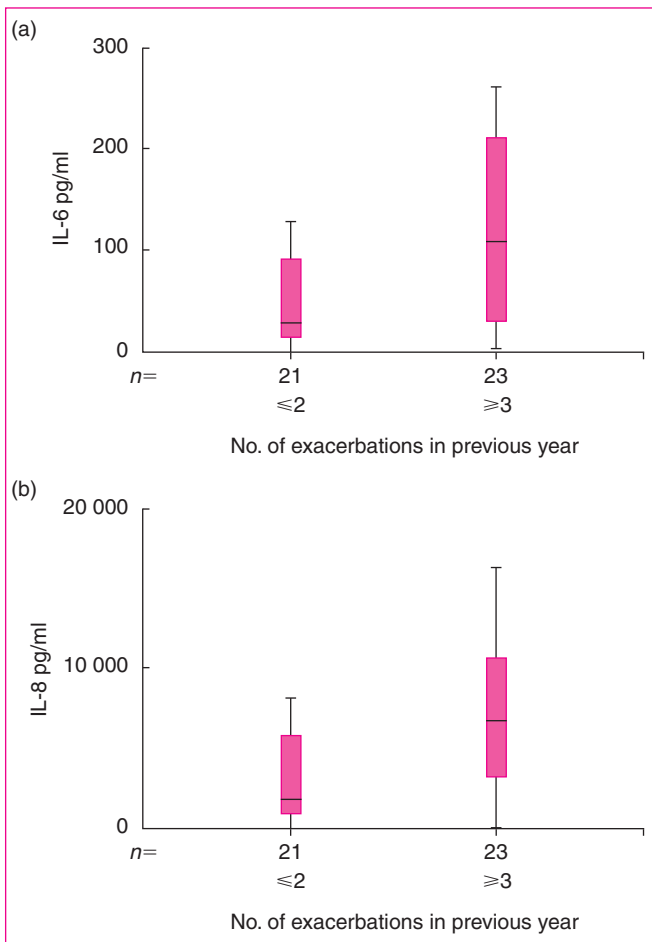 (a)
300
200
100
0
IL-6 pg/ml
n= 21 23
⩽2 ⩾3
No. of exacerbations in previous year
(b)
20 000
10 000
0
IL-8 pg/ml
n= 21 23
⩽2 ⩾3
No. of exacerbations in previous year